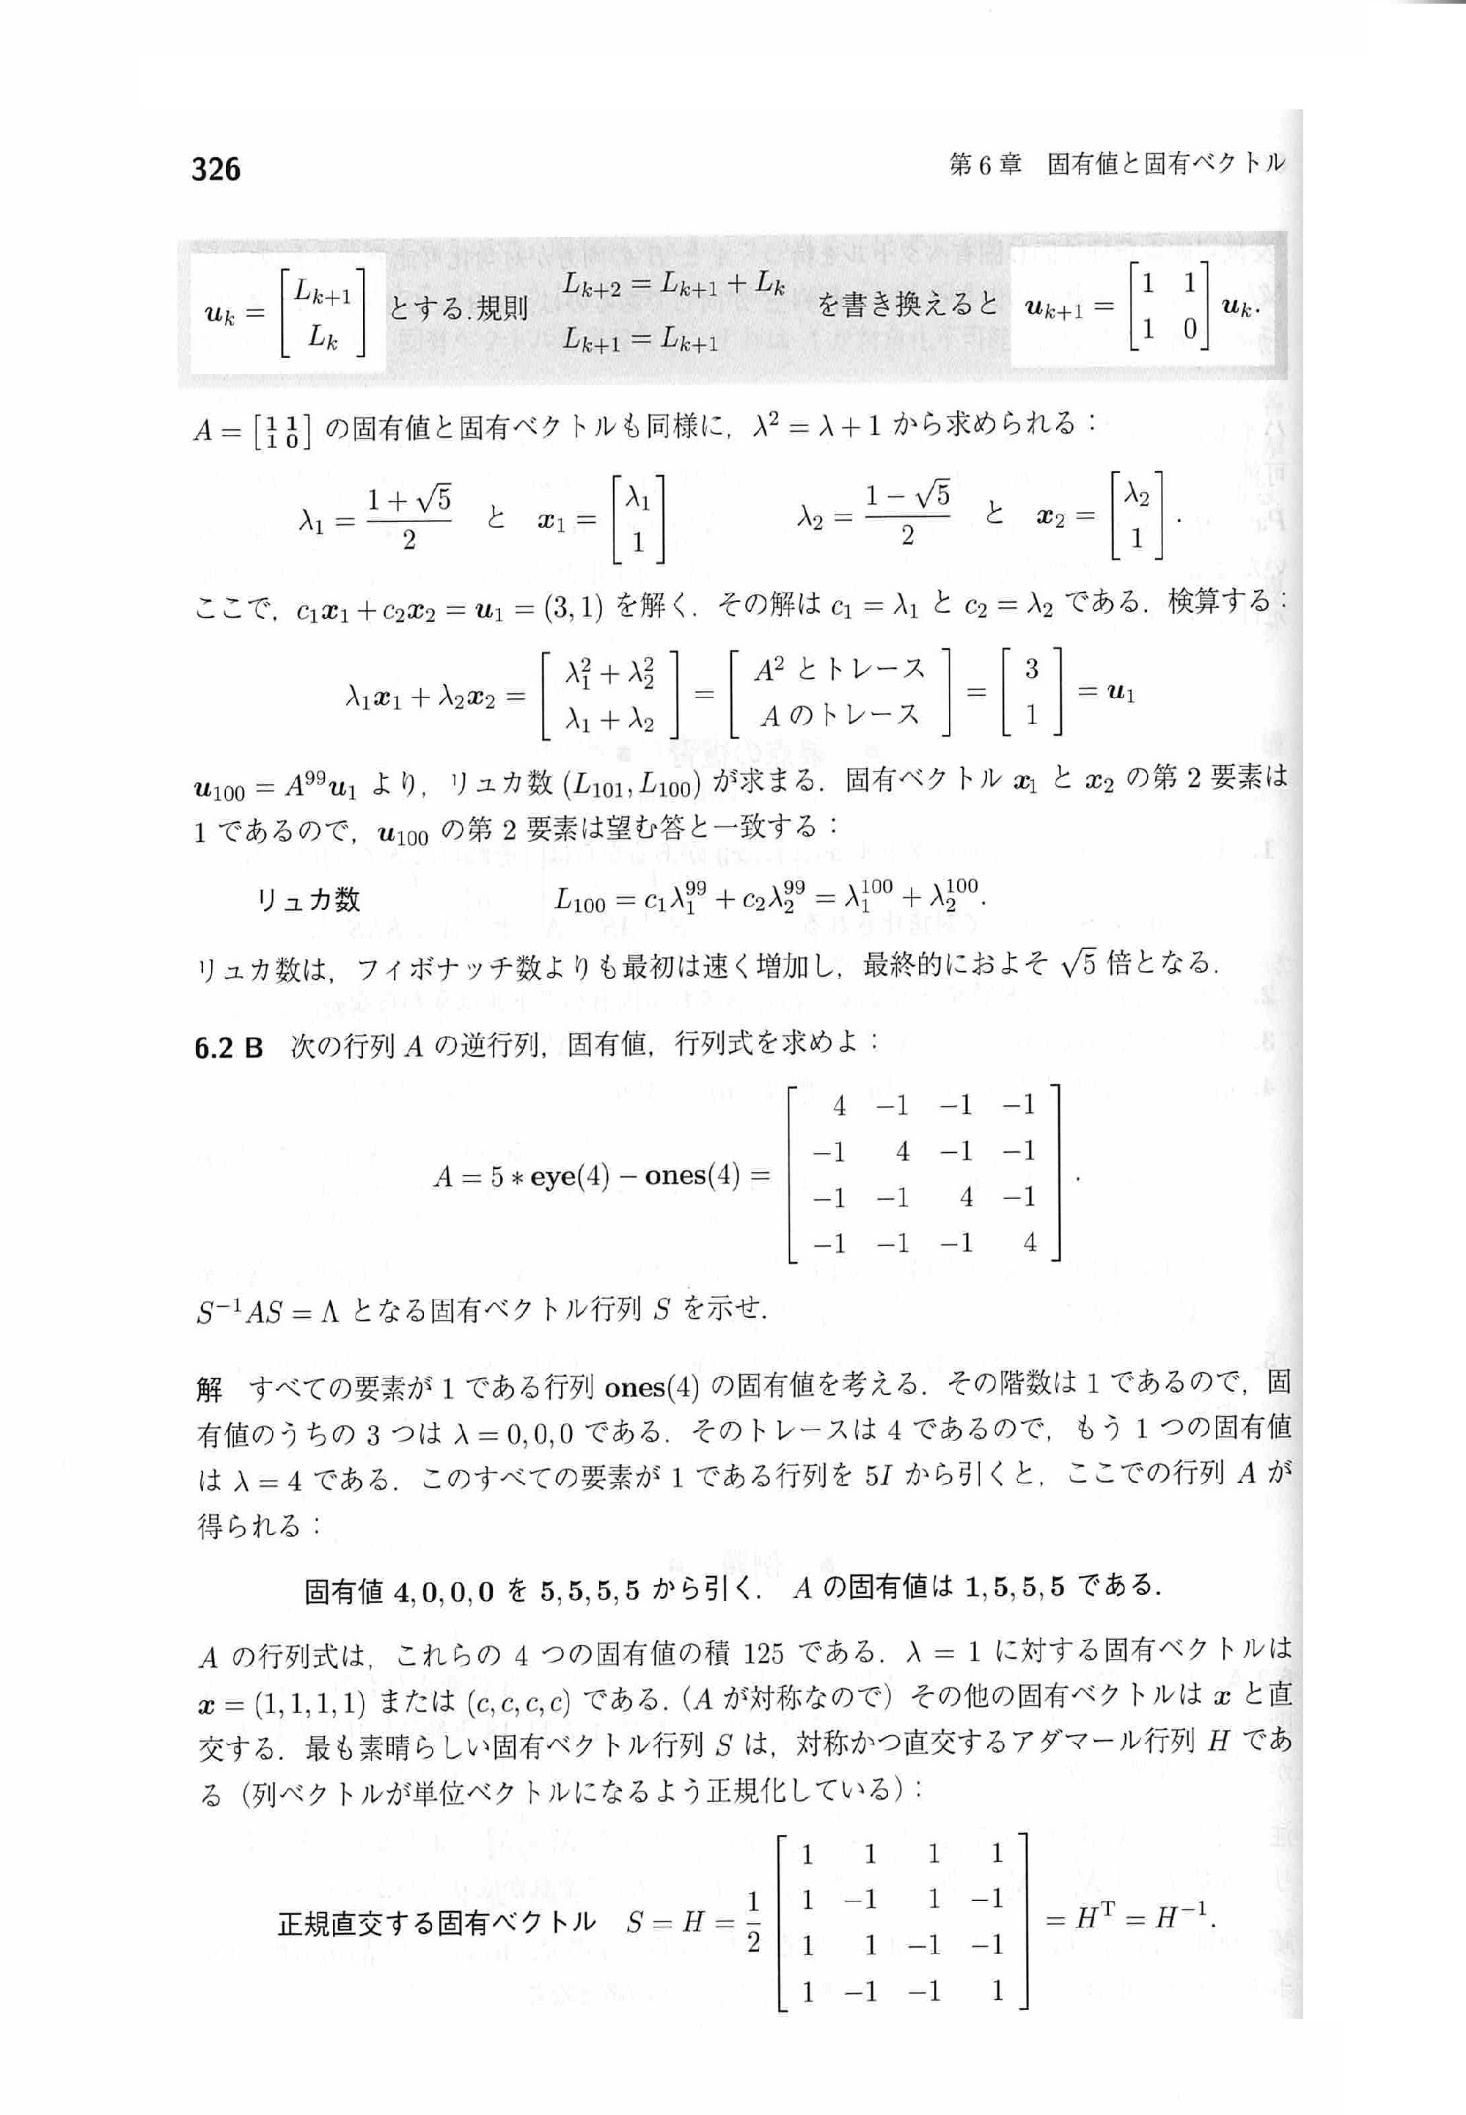 326
第 6 章　固有値と固有ベクトル
u_k = [L_{k+1} ; L_k] とする. 規則 L_{k+2} = L_{k+1} + L_k ; L_{k+1} = L_{k+1} を書き換えると u_{k+1} = [1 1 ; 1 0] u_k.
A = [1 1 ; 1 0] の固有値と固有ベクトルも同様に, λ² = λ + 1 から求められる：
λ₁ = (1 + √5)/2 と x₁ = [λ₁ ; 1]　λ₂ = (1 − √5)/2 と x₂ = [λ₂ ; 1].
ここで, c₁x₁ + c₂x₂ = u₁ = (3, 1) を解く. その解は c₁ = λ₁ と c₂ = λ₂ である. 検算する：
λ₁x₁ + λ₂x₂ = [λ₁² + λ₂² ; λ₁ + λ₂] = [A² とトレース ; A のトレース] = [3 ; 1] = u₁
u₁₀₀ = A⁹⁹u₁ より, リュカ数 (L₁₀₁, L₁₀₀) が求まる. 固有ベクトル x₁ と x₂ の第 2 要素は
1 であるので, u₁₀₀ の第 2 要素は望む答と一致する：
リュカ数　L₁₀₀ = c₁λ₁⁹⁹ + c₂λ₂⁹⁹ = λ₁¹⁰⁰ + λ₂¹⁰⁰.
リュカ数は, フィボナッチ数よりも最初は速く増加し, 最終的におよそ √5 倍となる.
6.2 B　次の行列 A の逆行列, 固有値, 行列式を求めよ：
A = 5 * eye(4) − ones(4) = [4 −1 −1 −1 ; −1 4 −1 −1 ; −1 −1 4 −1 ; −1 −1 −1 4].
S⁻¹AS = Λ となる固有ベクトル行列 S を示せ.
解　すべての要素が 1 である行列 ones(4) の固有値を考える. その階数は 1 であるので, 固
有値のうちの 3 つは λ = 0, 0, 0 である. そのトレースは 4 であるので, もう 1 つの固有値
は λ = 4 である. このすべての要素が 1 である行列を 5I から引くと, ここでの行列 A が
得られる：
固有値 4, 0, 0, 0 を 5, 5, 5, 5 から引く. A の固有値は 1, 5, 5, 5 である.
A の行列式は, これらの 4 つの固有値の積 125 である. λ = 1 に対する固有ベクトルは
x = (1, 1, 1, 1) または (c, c, c, c) である. (A が対称なので) その他の固有ベクトルは x と直
交する. 最も素晴らしい固有ベクトル行列 S は, 対称かつ直交するアダマール行列 H であ
る (列ベクトルが単位ベクトルになるよう正規化している)：
正規直交する固有ベクトル　S = H = 1/2 [1 1 1 1 ; 1 −1 1 −1 ; 1 1 −1 −1 ; 1 −1 −1 1] = Hᵀ = H⁻¹.